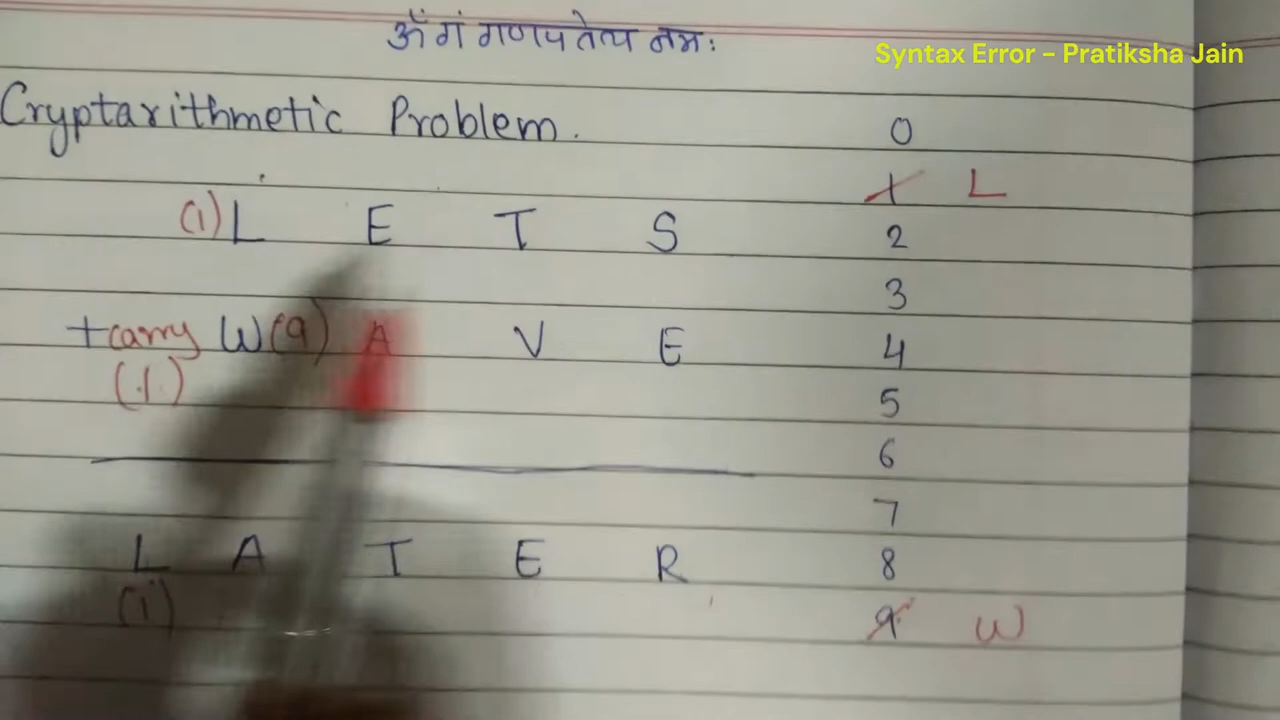 ॐ गं गणपतेय नमः
Syntax Error - Pratiksha Jain
Cryptarithmetic Problem.
0
1 L
(1) L E T S
2
3
+carry W(9) A V E
4
(1)
5
6
7
L A T E R
8
(1)
9 W